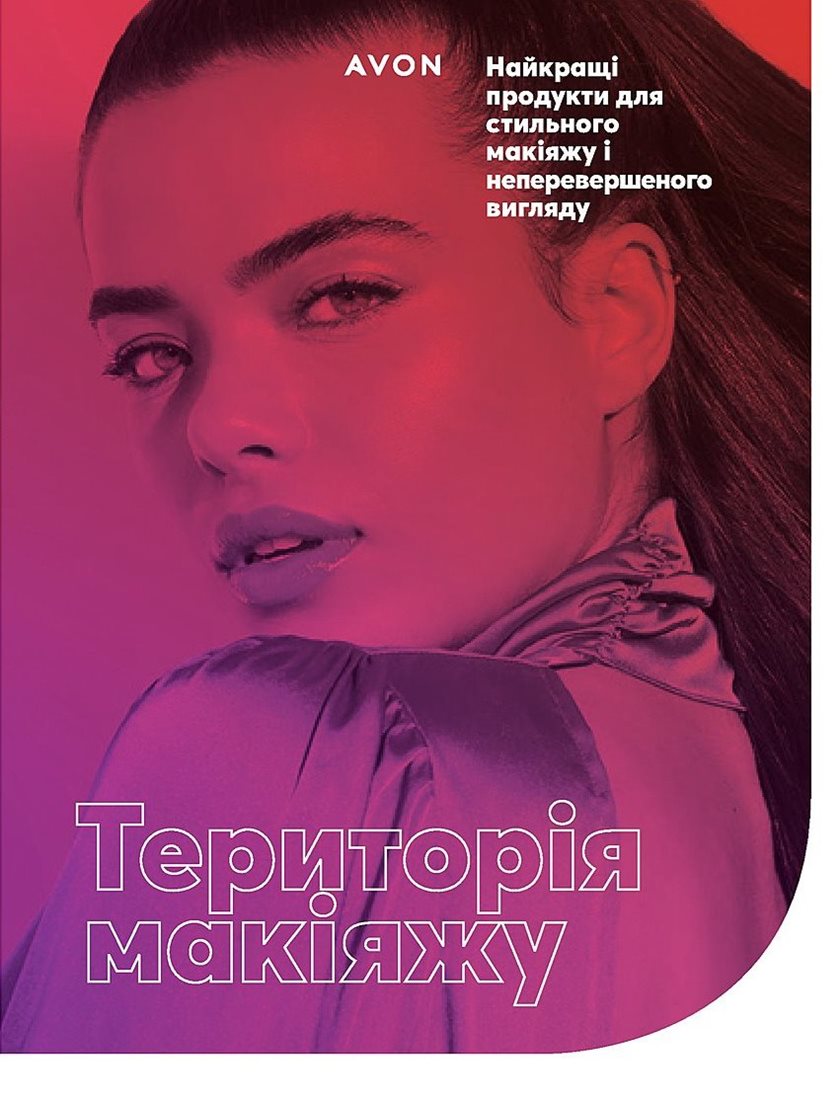 AVON
Найкращі
продукти для
стильного
макіяжу і
неперевершеного
вигляду
Територія
макіяжу